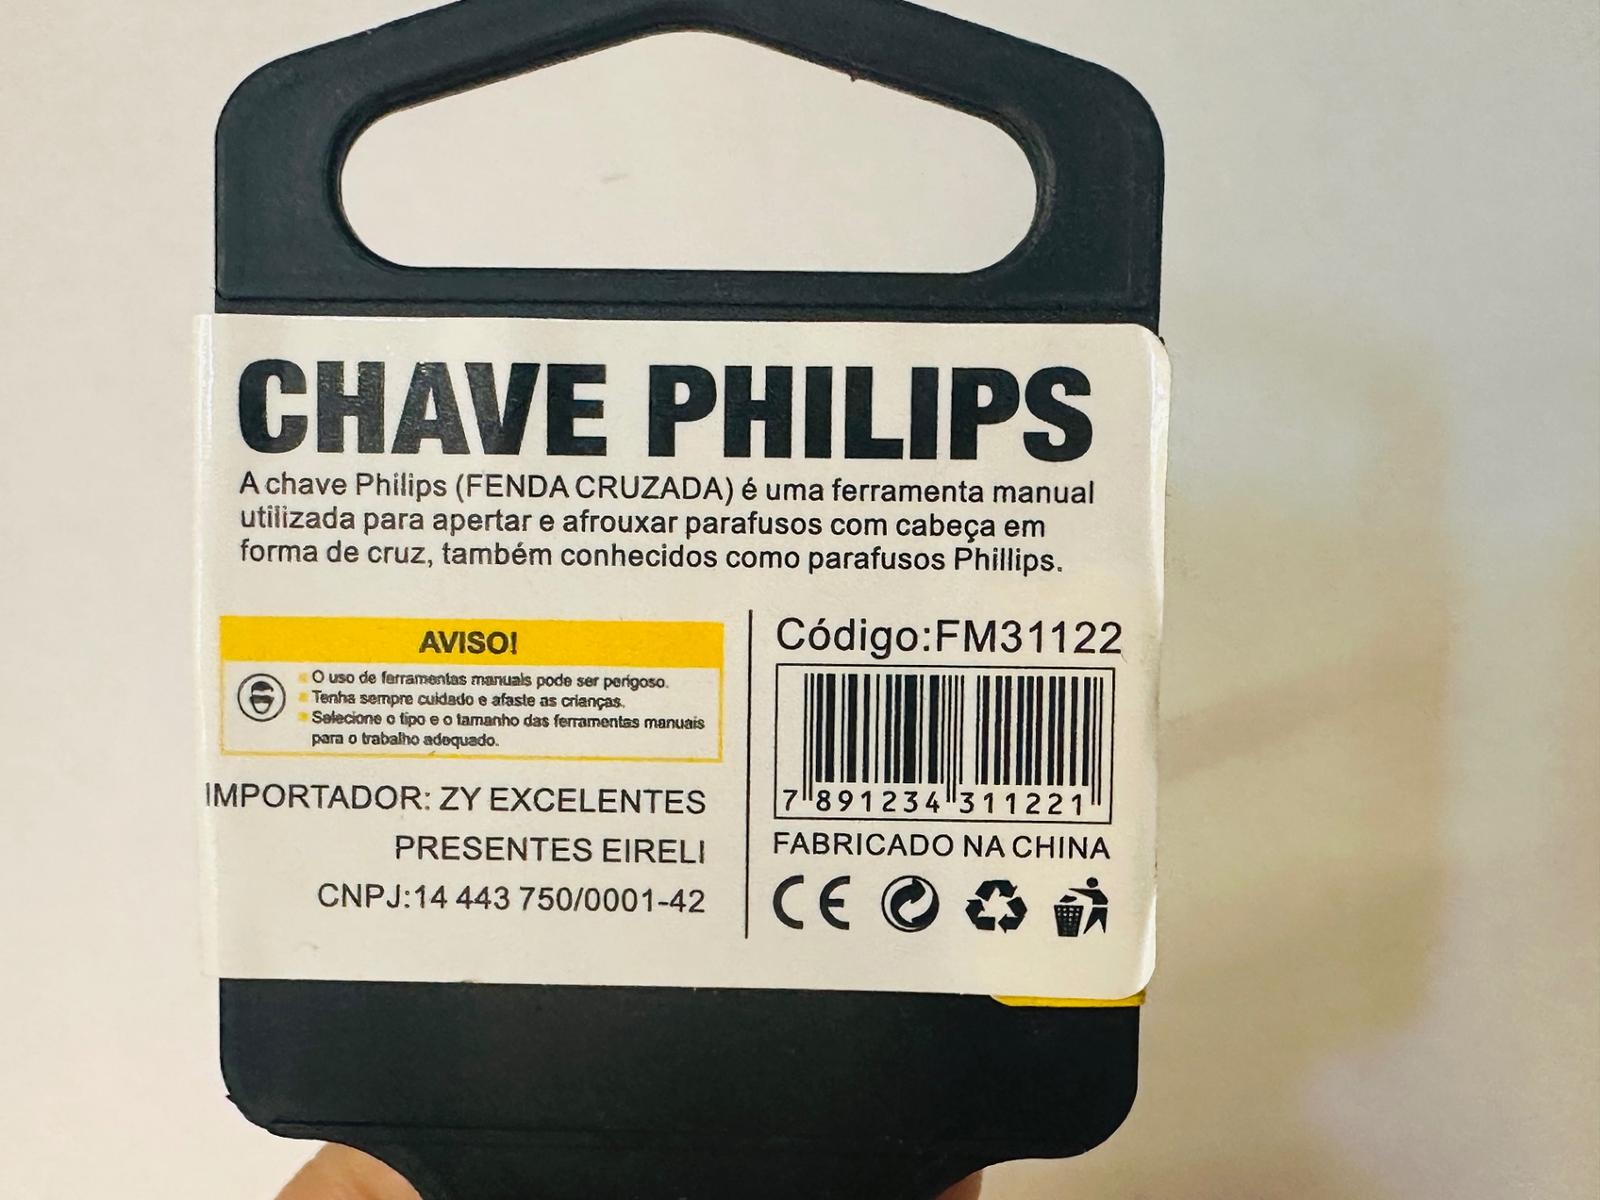 CHAVE PHILIPS
A chave Philips (FENDA CRUZADA) é uma ferramenta manual
utilizada para apertar e afrouxar parafusos com cabeça em
forma de cruz, também conhecidos como parafusos Phillips.
AVISO!
O uso de ferramentas manuais pode ser perigoso.
Tenha sempre cuidado e afaste as crianças.
Selecione o tipo e o tamanho das ferramentas manuais
para o trabalho adequado.
IMPORTADOR: ZY EXCELENTES
PRESENTES EIRELI
CNPJ:14 443 750/0001-42
Código:FM31122
7 891234 311221
FABRICADO NA CHINA
CE